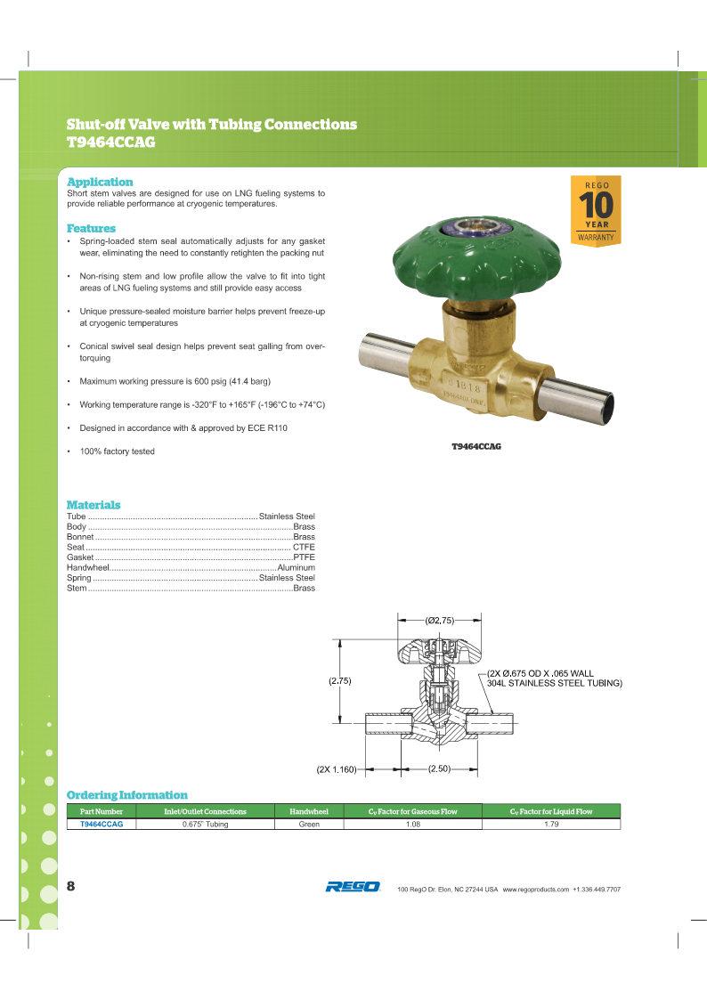 Shut-off Valve with Tubing Connections
T9464CCAG
Application
Short stem valves are designed for use on LNG fueling systems to
provide reliable performance at cryogenic temperatures.
Features
• Spring-loaded stem seal automatically adjusts for any gasket
wear, eliminating the need to constantly retighten the packing nut
• Non-rising stem and low profile allow the valve to fit into tight
areas of LNG fueling systems and still provide easy access
• Unique pressure-sealed moisture barrier helps prevent freeze-up
at cryogenic temperatures
• Conical swivel seal design helps prevent seat galling from over-
torquing
• Maximum working pressure is 600 psig (41.4 barg)
• Working temperature range is -320°F to +165°F (-196°C to +74°C)
• Designed in accordance with & approved by ECE R110
• 100% factory tested
REGO
10
YEAR
WARRANTY
T9464CCAG
Materials
Tube ........................................................................ Stainless Steel
Body .......................................................................................Brass
Bonnet ....................................................................................Brass
Seat ....................................................................................... CTFE
Gasket ....................................................................................PTFE
Handwheel.......................................................................Aluminum
Spring ...................................................................... Stainless Steel
Stem .......................................................................................Brass
(Ø2.75)
(2.75)
(2X Ø.675 OD X .065 WALL
304L STAINLESS STEEL TUBING)
(2X 1.160)
(2.50)
Ordering Information
Part Number Inlet/Outlet Connections Handwheel CV Factor for Gaseous Flow CV Factor for Liquid Flow
T9464CCAG 0.675" Tubing Green 1.08 1.79
8
REGO
100 RegO Dr. Elon, NC 27244 USA www.regoproducts.com +1.336.449.7707